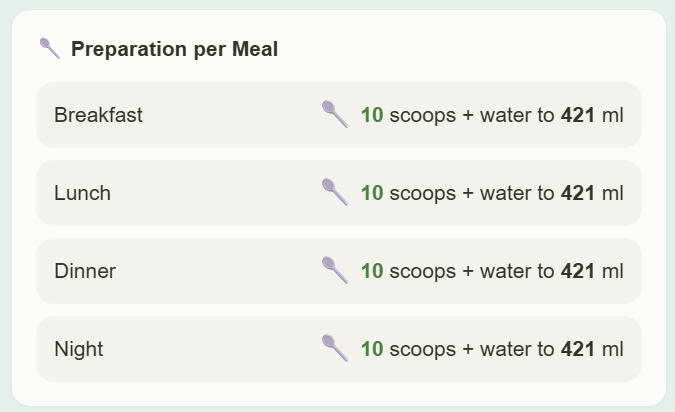 Preparation per Meal
Breakfast 10 scoops + water to 421 ml
Lunch 10 scoops + water to 421 ml
Dinner 10 scoops + water to 421 ml
Night 10 scoops + water to 421 ml